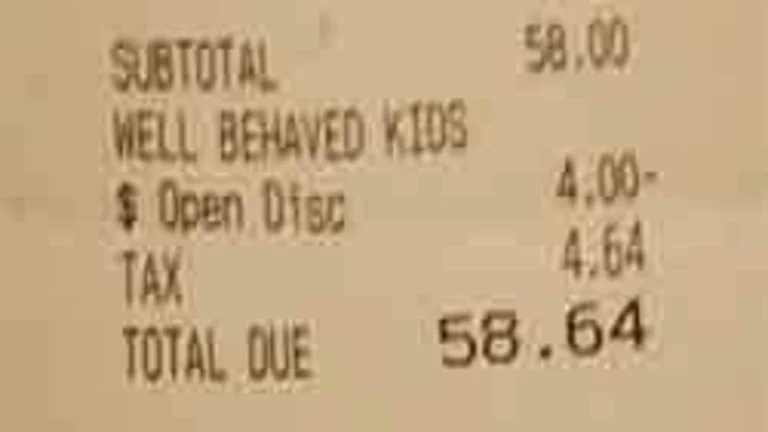 SUBTOTAL 58.00
WELL BEHAVED KIDS
$ Open Disc 4.00-
TAX 4.64
TOTAL DUE 58.64